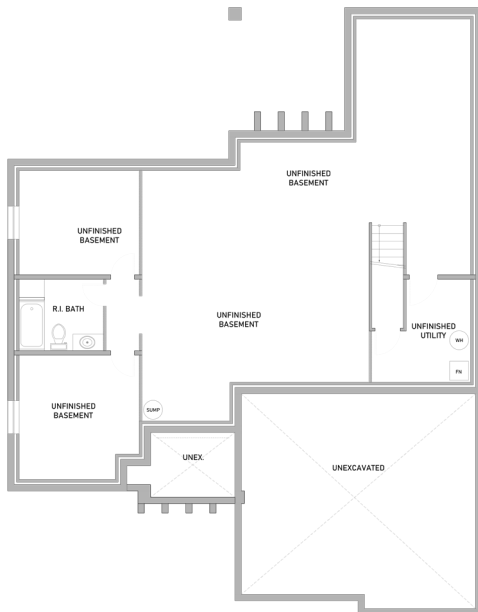 UNFINISHED
BASEMENT
UNFINISHED
BASEMENT
R.I. BATH
UNFINISHED
BASEMENT
UNFINISHED
UTILITY
WH
FN
UNFINISHED
BASEMENT
SUMP
UNEX.
UNEXCAVATED